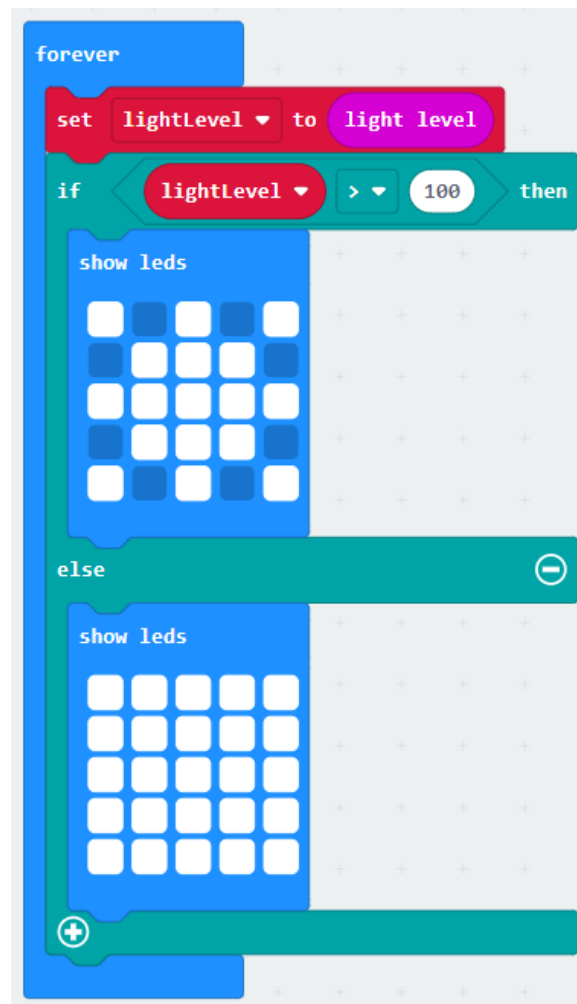 forever
set lightLevel to light level
if lightLevel > 100 then
show leds
else
show leds